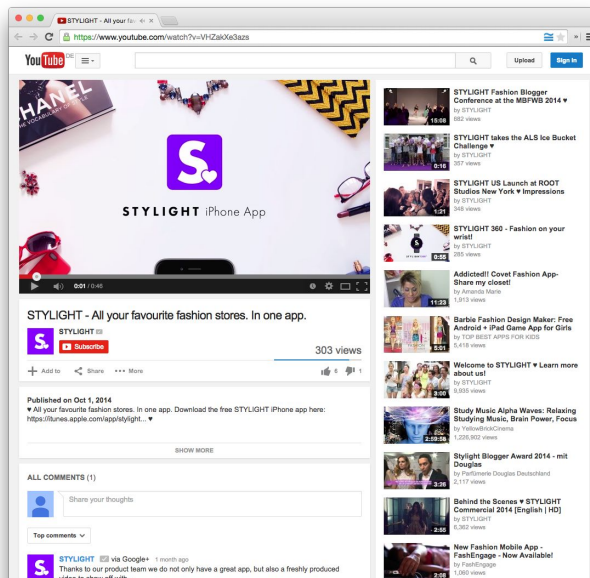 STYLIGHT - All your fav
https://www.youtube.com/watch?v=VHZakXe3azs
YouTube DE
Upload
Sign In
CHANEL
THE VOCABULARY OF STYLE
S
STYLIGHT iPhone App
0:01 / 0:46
STYLIGHT - All your favourite fashion stores. In one app.
S
STYLIGHT
Subscribe
303 views
Add to
Share
More
6
1
Published on Oct 1, 2014
♥ All your favourite fashion stores. In one app. Download the free STYLIGHT iPhone app here:
https://itunes.apple.com/app/stylight... ♥
SHOW MORE
ALL COMMENTS (1)
Share your thoughts
Top comments
S
STYLIGHT via Google+ 1 month ago
Thanks to our product team we do not only have a great app, but also a freshly produced
video to show off with
15:08
STYLIGHT Fashion Blogger
Conference at the MBFWB 2014 ♥
by STYLIGHT
682 views
0:16
STYLIGHT takes the ALS Ice Bucket
Challenge ♥
by STYLIGHT
357 views
1:21
STYLIGHT US Launch at ROOT
Studios New York ♥ Impressions
by STYLIGHT
348 views
0:55
STYLIGHT 360 - Fashion on your
wrist!
by STYLIGHT
285 views
11:23
Addicted!! Covet Fashion App-
Share my closet!
by Amanda Marie
1,913 views
5:01
Barbie Fashion Design Maker: Free
Android + iPad Game App for Girls
by TOP BEST APPS FOR KIDS
5,418 views
3:00
Welcome to STYLIGHT ♥ Learn more
about us!
by STYLIGHT
9,935 views
2:59:58
Study Music Alpha Waves: Relaxing
Studying Music, Brain Power, Focus
by YellowBrickCinema
1,226,802 views
3:26
Stylight Blogger Award 2014 - mit
Douglas
by Parfümerie Douglas Deutschland
2,117 views
2:55
Behind the Scenes ♥ STYLIGHT
Commercial 2014 [English | HD]
by STYLIGHT
6,362 views
2:08
New Fashion Mobile App -
FashEngage - Now Available!
by FashEngage
1,060 views